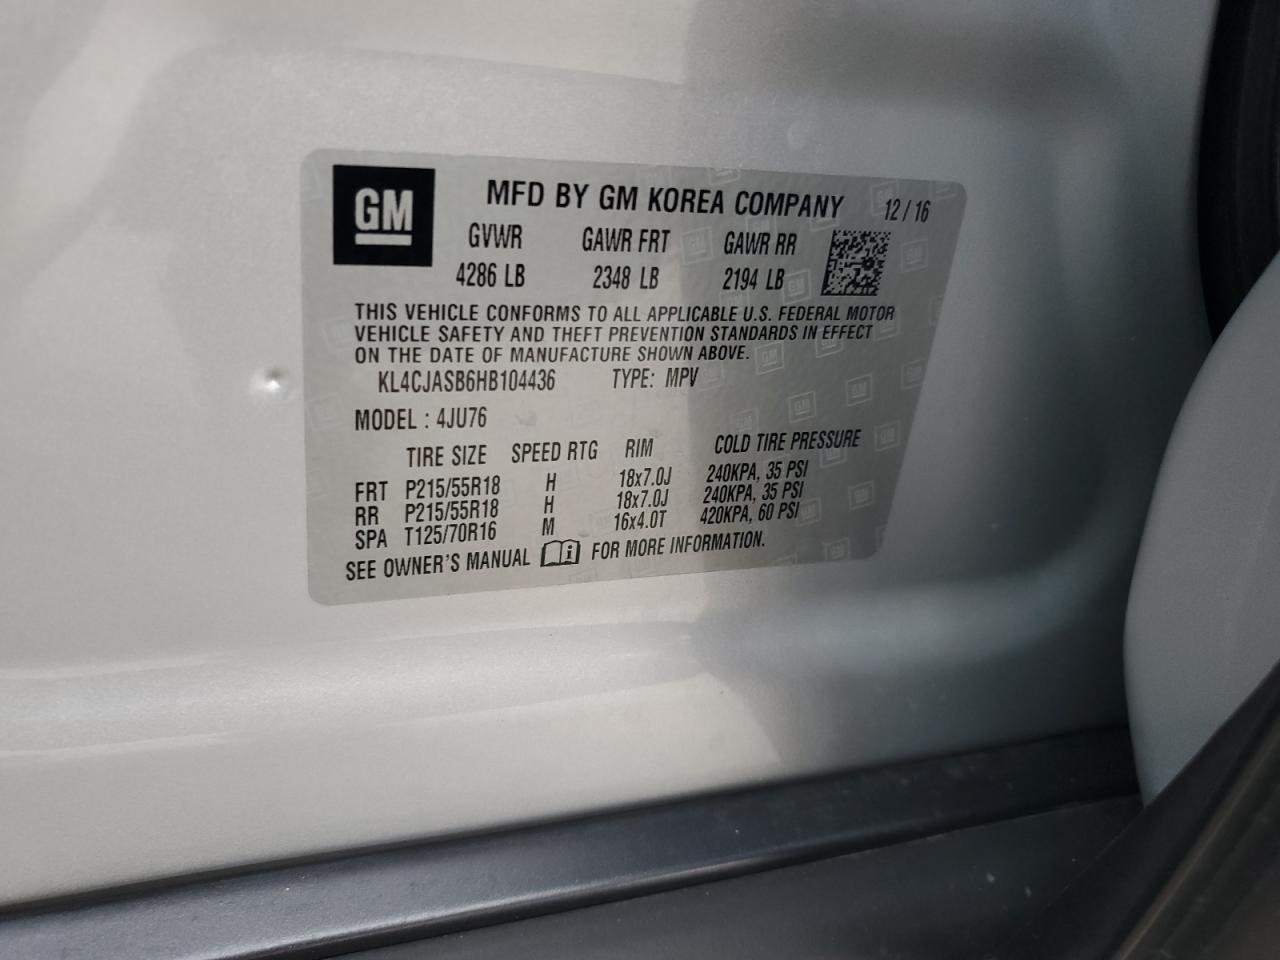 GM MFD BY GM KOREA COMPANY 12 / 16
GVWR GAWR FRT GAWR RR
4286 LB 2348 LB 2194 LB
THIS VEHICLE CONFORMS TO ALL APPLICABLE U.S. FEDERAL MOTOR
VEHICLE SAFETY AND THEFT PREVENTION STANDARDS IN EFFECT
ON THE DATE OF MANUFACTURE SHOWN ABOVE.
KL4CJASB6HB104436 TYPE: MPV
MODEL : 4JU76
TIRE SIZE SPEED RTG RIM COLD TIRE PRESSURE
FRT P215/55R18 H 18x7.0J 240KPA, 35 PSI
RR P215/55R18 H 18x7.0J 240KPA, 35 PSI
SPA T125/70R16 M 16x4.0T 420KPA, 60 PSI
SEE OWNER'S MANUAL i FOR MORE INFORMATION.